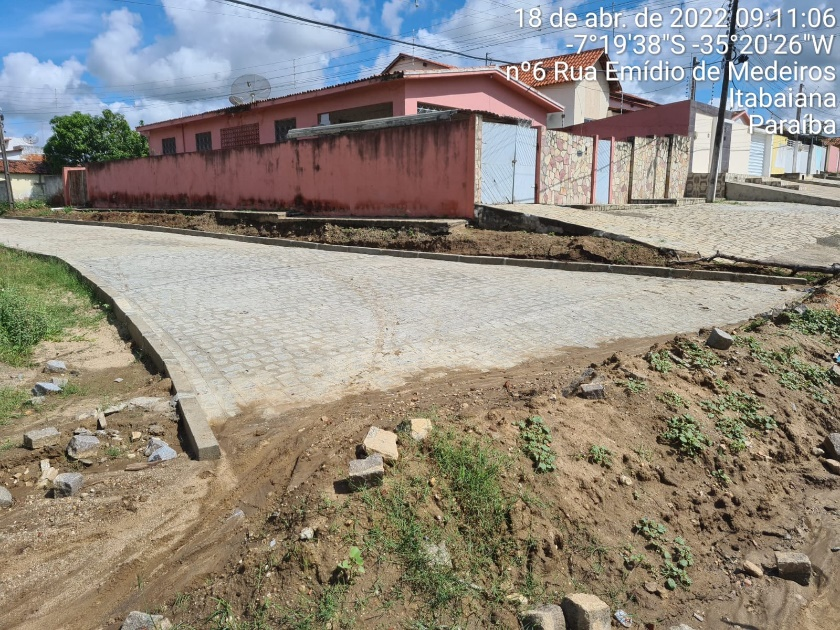 18 de abr. de 2022 09:11:06
-7°19'38"S -35°20'26"W
nº6 Rua Emídio de Medeiros
Itabaiana
Paraíba